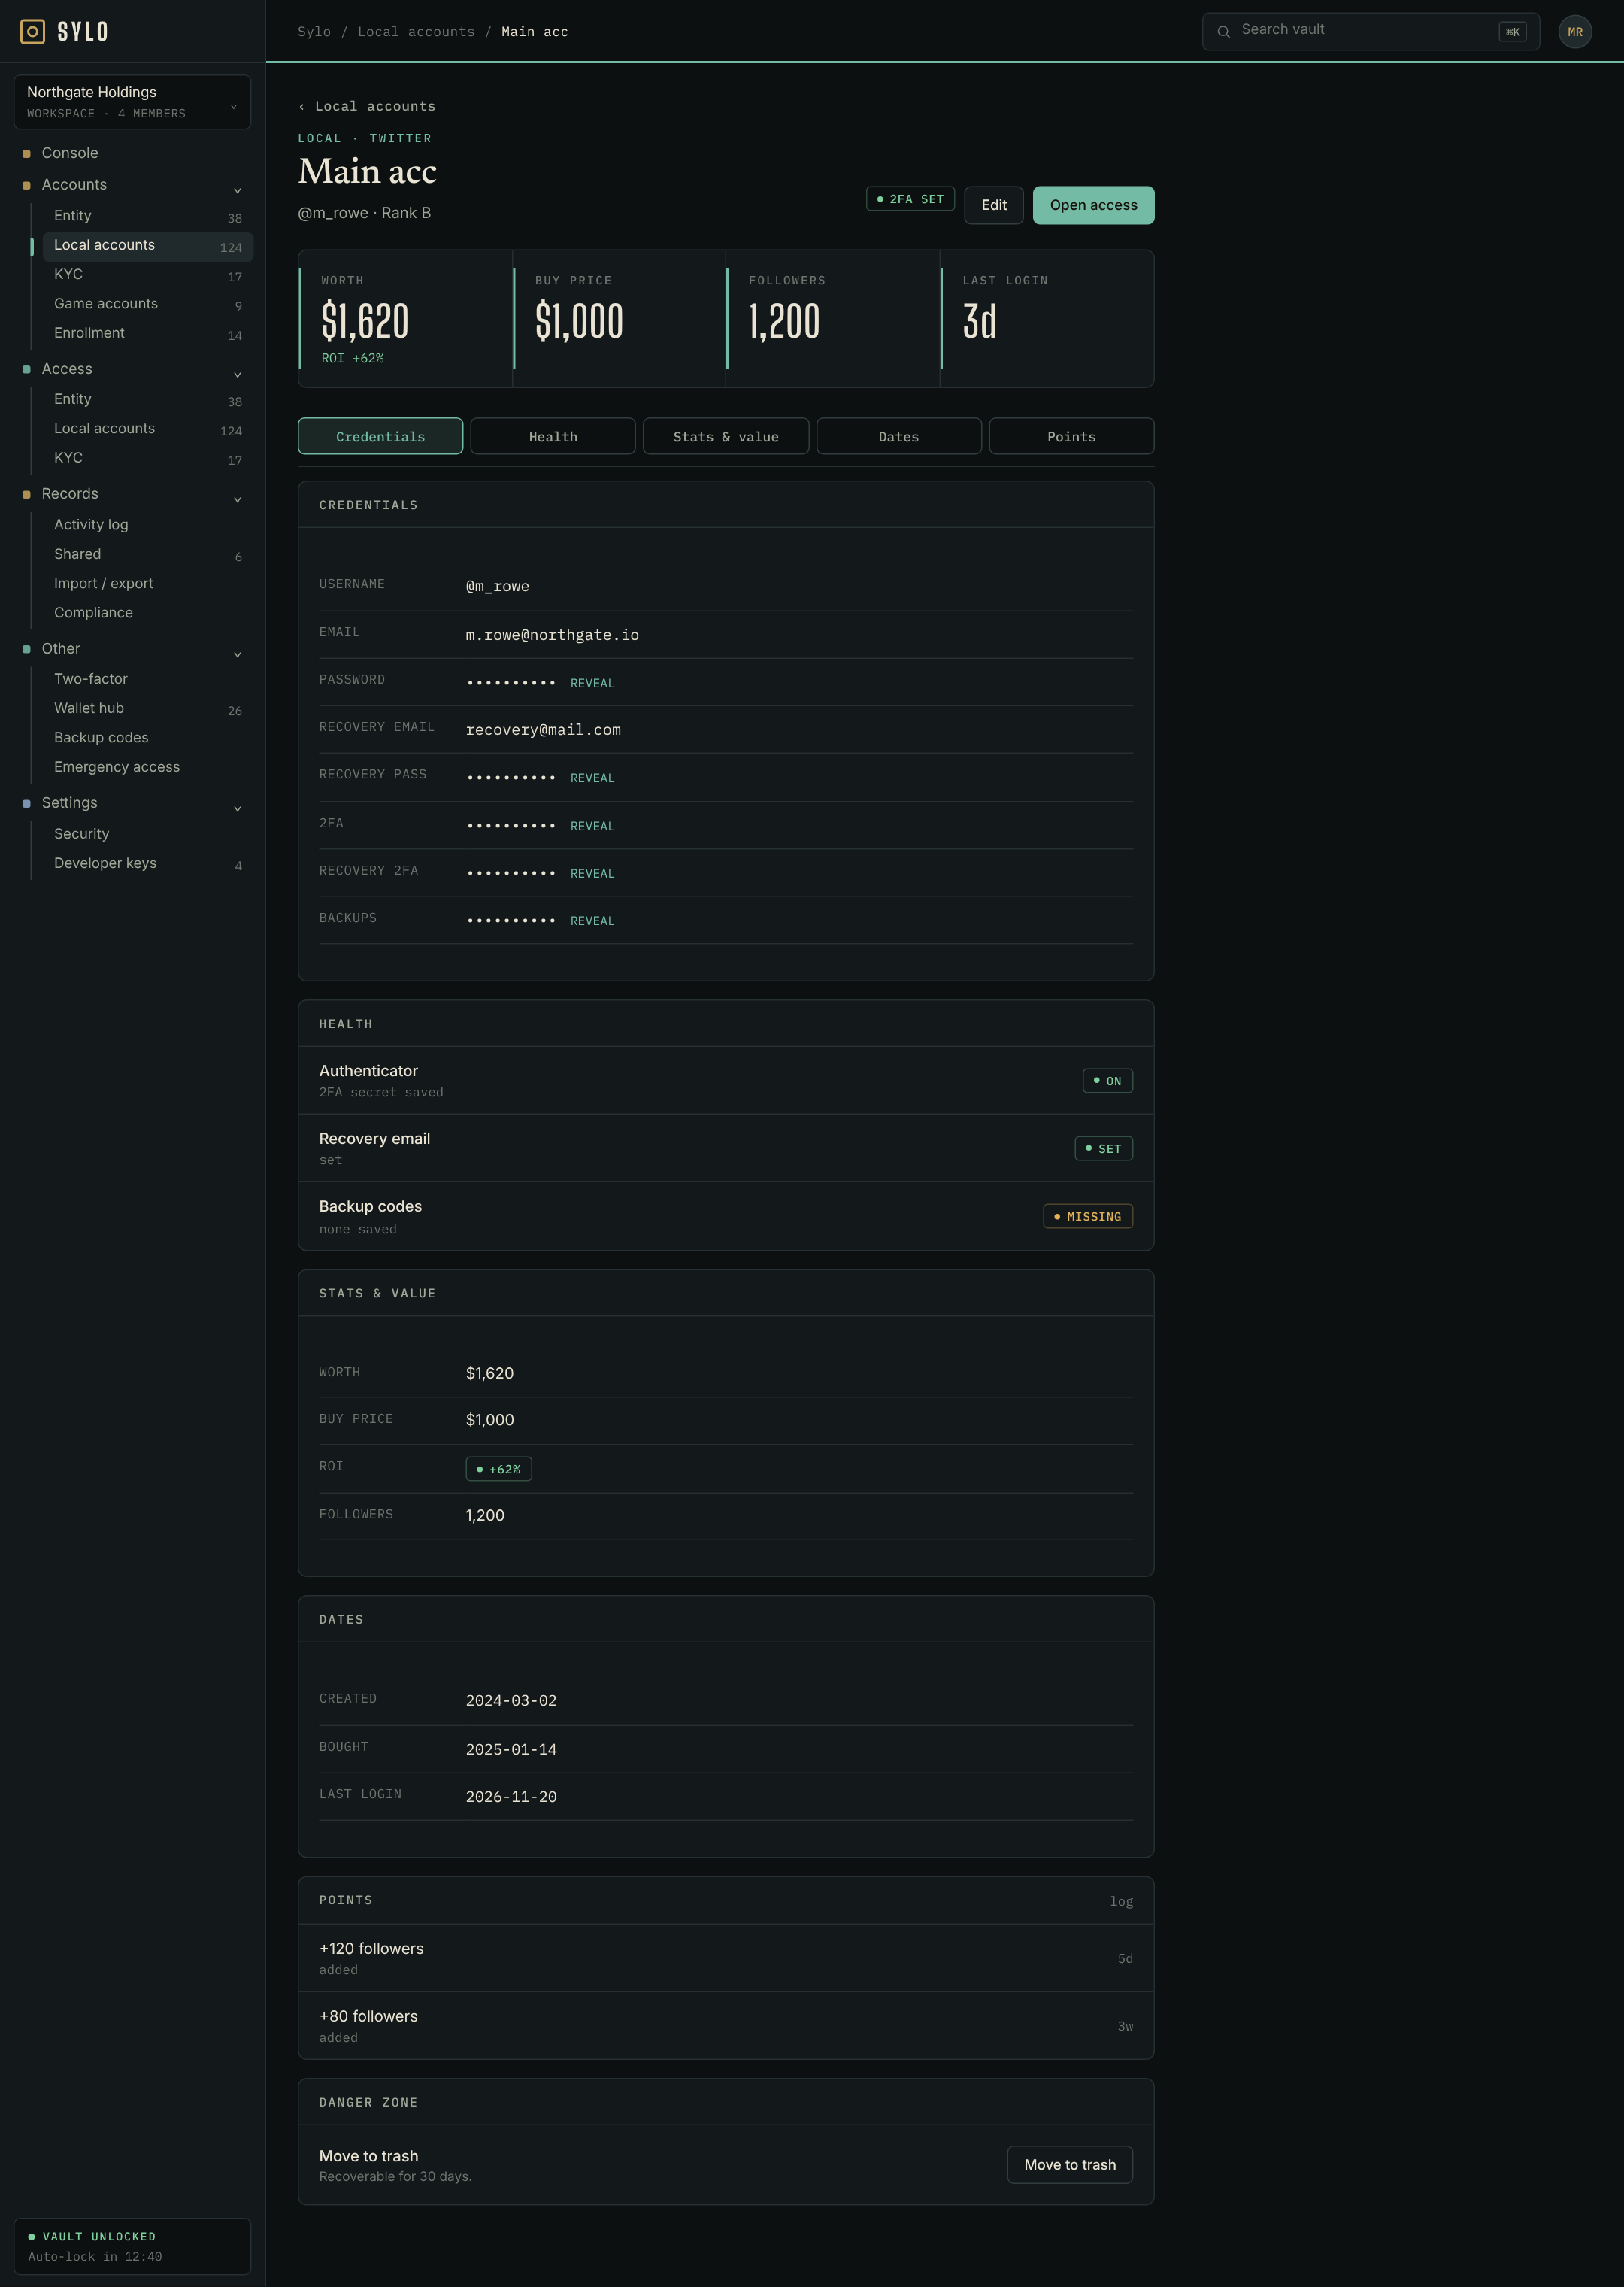 SYLO
Northgate Holdings
WORKSPACE · 4 MEMBERS
Console
Accounts
Entity 38
Local accounts 124
KYC 17
Game accounts 9
Enrollment 14
Access
Entity 38
Local accounts 124
KYC 17
Records
Activity log
Shared 6
Import / export
Compliance
Other
Two-factor
Wallet hub 26
Backup codes
Emergency access
Settings
Security
Developer keys 4
VAULT UNLOCKED
Auto-lock in 12:40
Sylo / Local accounts / Main acc
Search vault ⌘K
MR
‹ Local accounts
LOCAL · TWITTER
Main acc
@m_rowe · Rank B
2FA SET Edit Open access
WORTH
$1,620
ROI +62%
BUY PRICE
$1,000
FOLLOWERS
1,200
LAST LOGIN
3d
Credentials Health Stats & value Dates Points
CREDENTIALS
USERNAME @m_rowe
EMAIL m.rowe@northgate.io
PASSWORD •••••••••• REVEAL
RECOVERY EMAIL recovery@mail.com
RECOVERY PASS •••••••••• REVEAL
2FA •••••••••• REVEAL
RECOVERY 2FA •••••••••• REVEAL
BACKUPS •••••••••• REVEAL
HEALTH
Authenticator
2FA secret saved
ON
Recovery email
set
SET
Backup codes
none saved
MISSING
STATS & VALUE
WORTH $1,620
BUY PRICE $1,000
ROI +62%
FOLLOWERS 1,200
DATES
CREATED 2024-03-02
BOUGHT 2025-01-14
LAST LOGIN 2026-11-20
POINTS log
+120 followers
added
5d
+80 followers
added
3w
DANGER ZONE
Move to trash
Recoverable for 30 days.
Move to trash